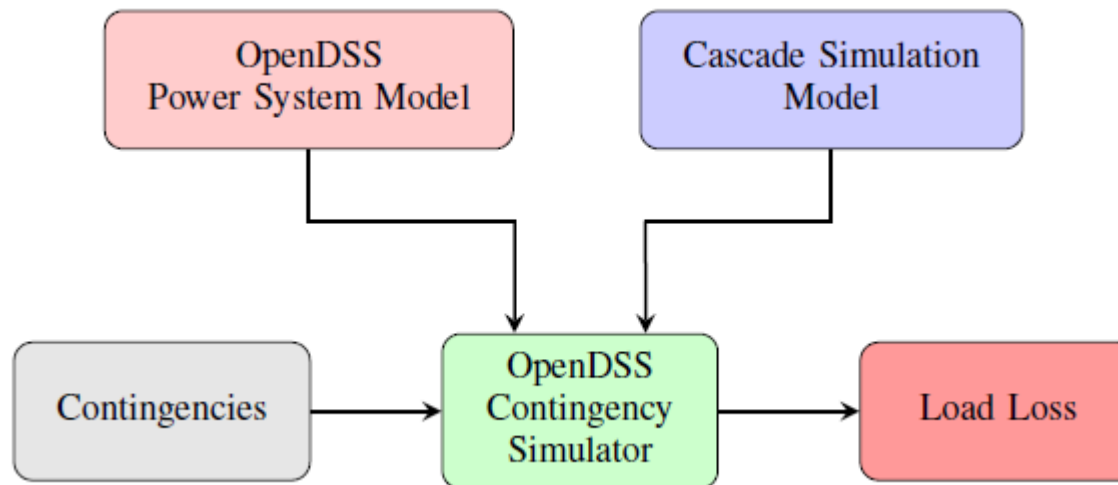 OpenDSS
Power System Model
Cascade Simulation
Model
Contingencies
OpenDSS
Contingency
Simulator
Load Loss